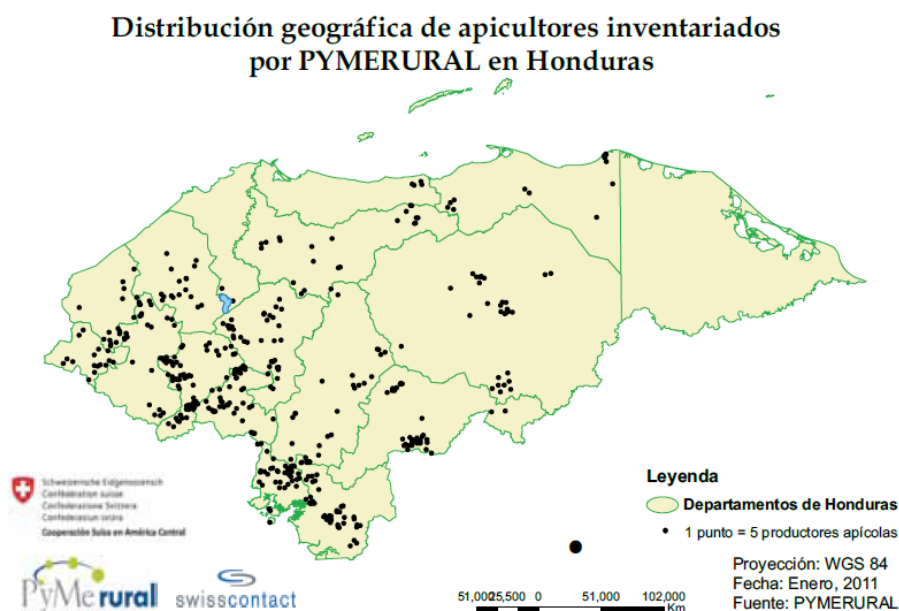 Distribución geográfica de apicultores inventariados
por PYMERURAL en Honduras
Schweizerische Eidgenossenschaft
Confédération suisse
Confederazione Svizzera
Confederaziun svizra
Cooperación Suiza en América Central
PyMerural
swisscontact
Leyenda
Departamentos de Honduras
1 punto = 5 productores apícolas
51,00025,500 0 51,000 102,000
Km
Proyección: WGS 84
Fecha: Enero, 2011
Fuente: PYMERURAL